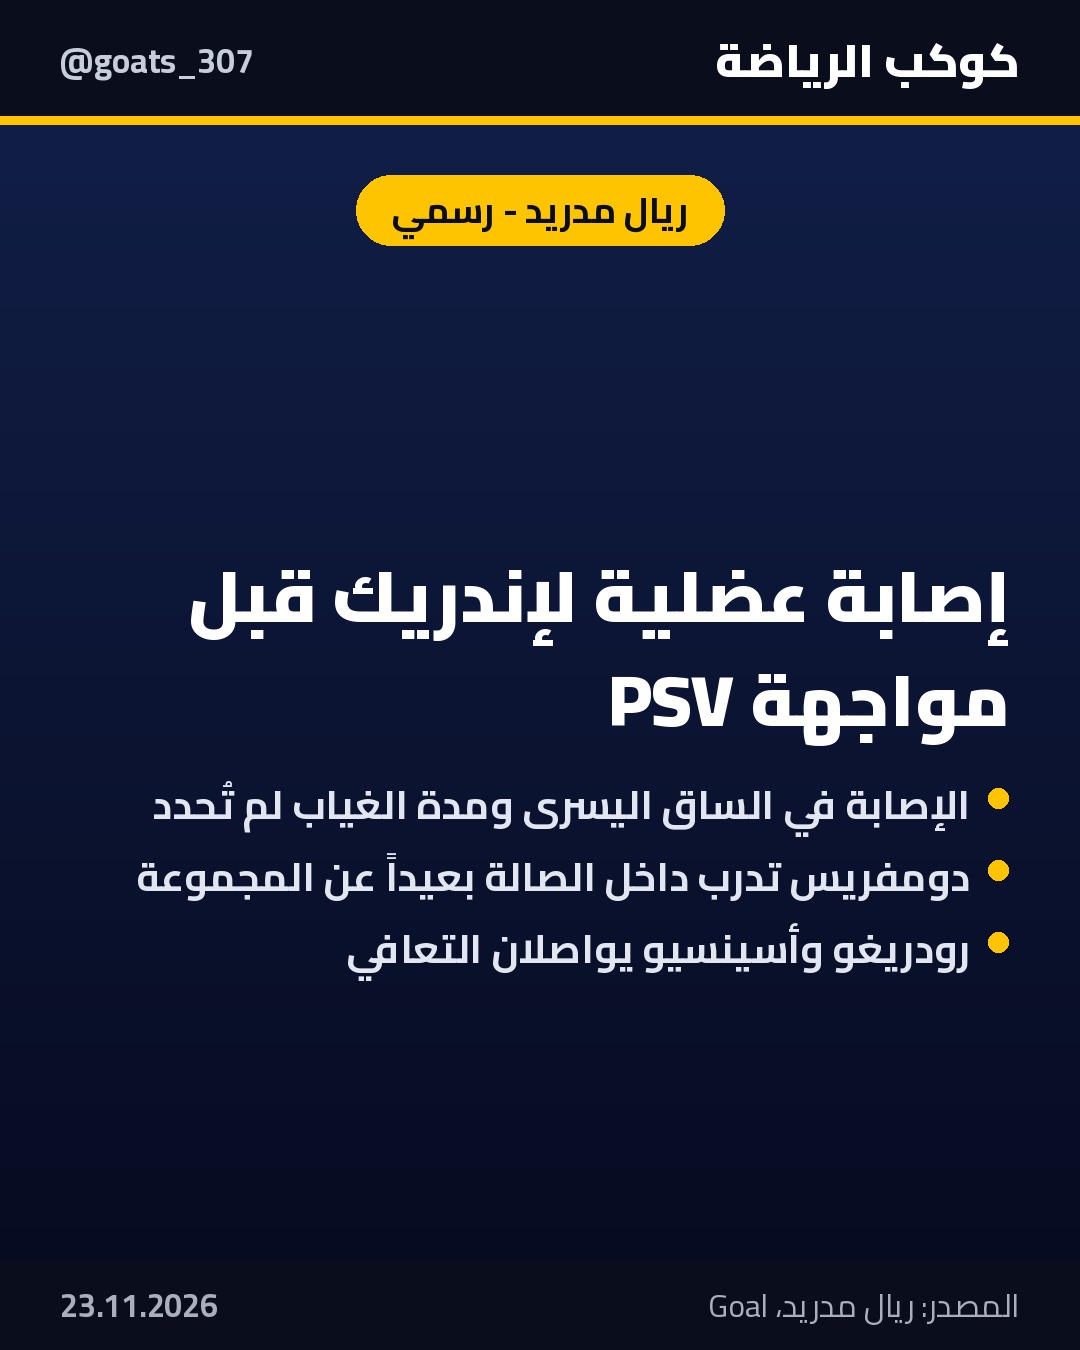 كوكب الرياضة
@goats_307
ريال مدريد - رسمي
إصابة عضلية لإندريك قبل
مواجهة PSV
الإصابة في الساق اليسرى ومدة الغياب لم تُحدد
دومفريس تدرب داخل الصالة بعيداً عن المجموعة
رودريغو وأسينسيو يواصلان التعافي
المصدر: ريال مدريد، Goal
23.11.2026